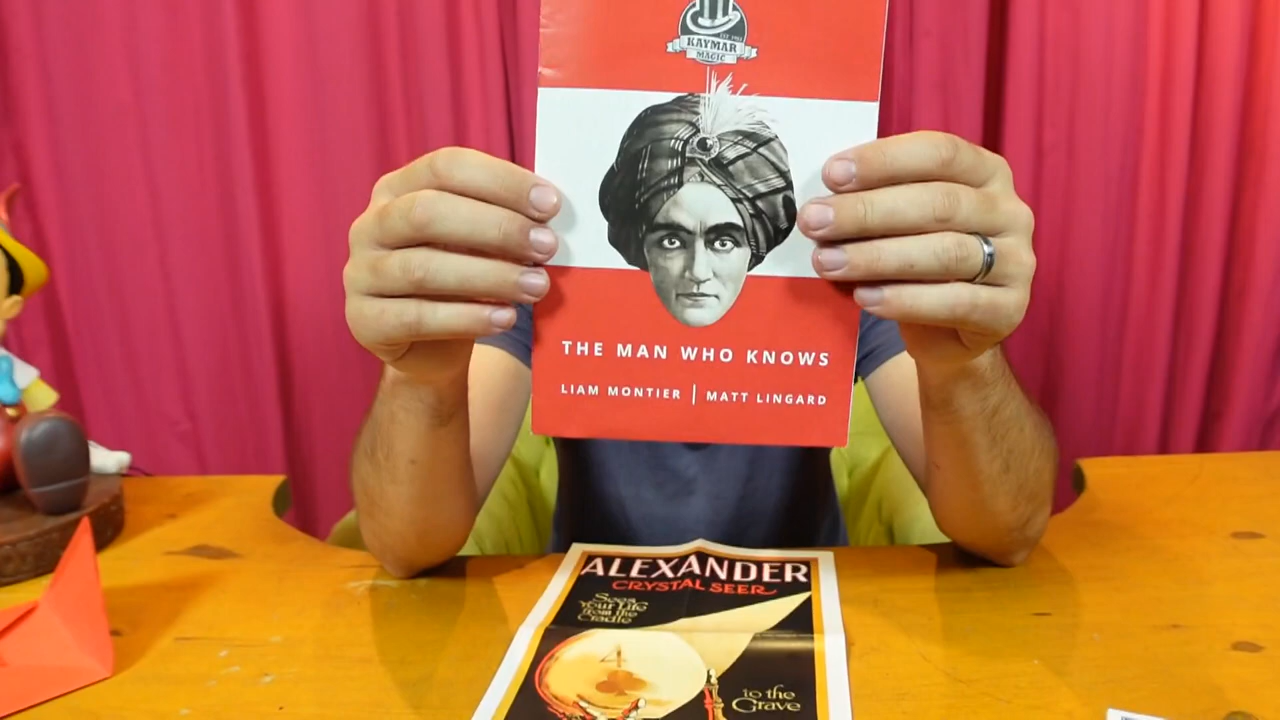 KAYMAR
MAGIC
THE MAN WHO KNOWS
LIAM MONTIER | MATT LINGARD
ALEXANDER
CRYSTAL SEER
Sees
Your Life
from the
Cradle
4
to the
Grave